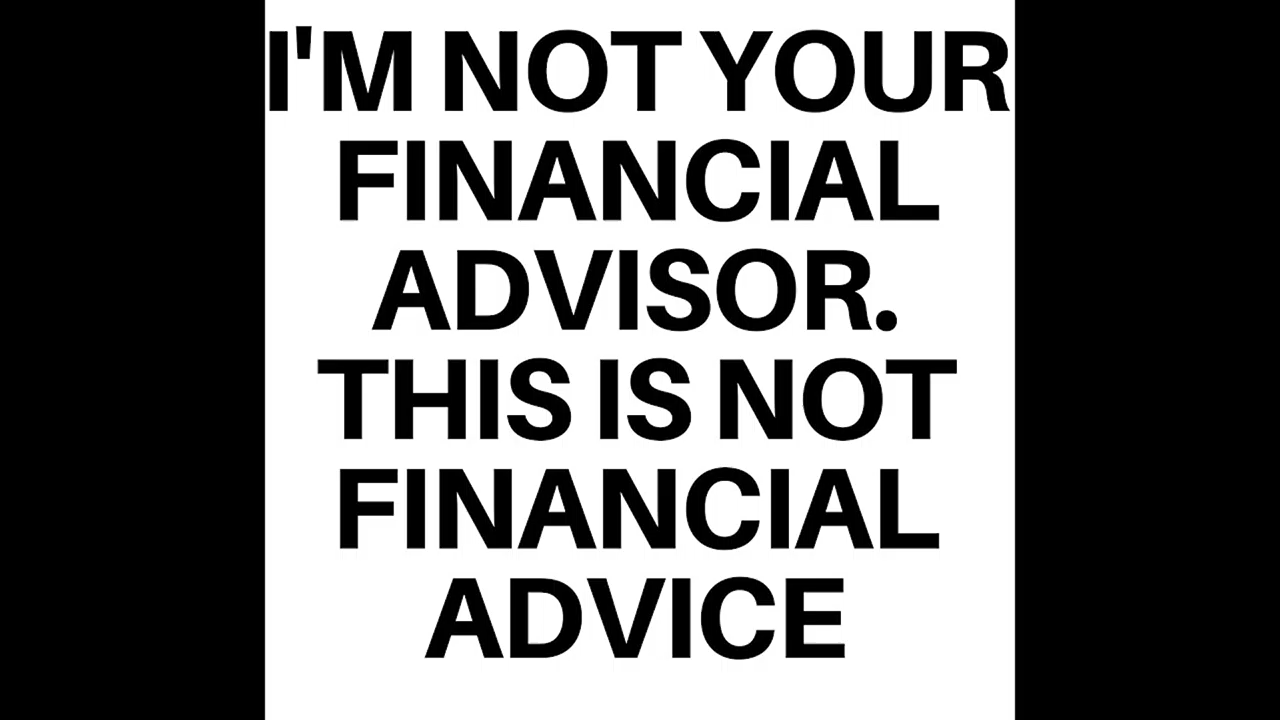 I'M NOT YOUR
FINANCIAL
ADVISOR.
THIS IS NOT
FINANCIAL
ADVICE